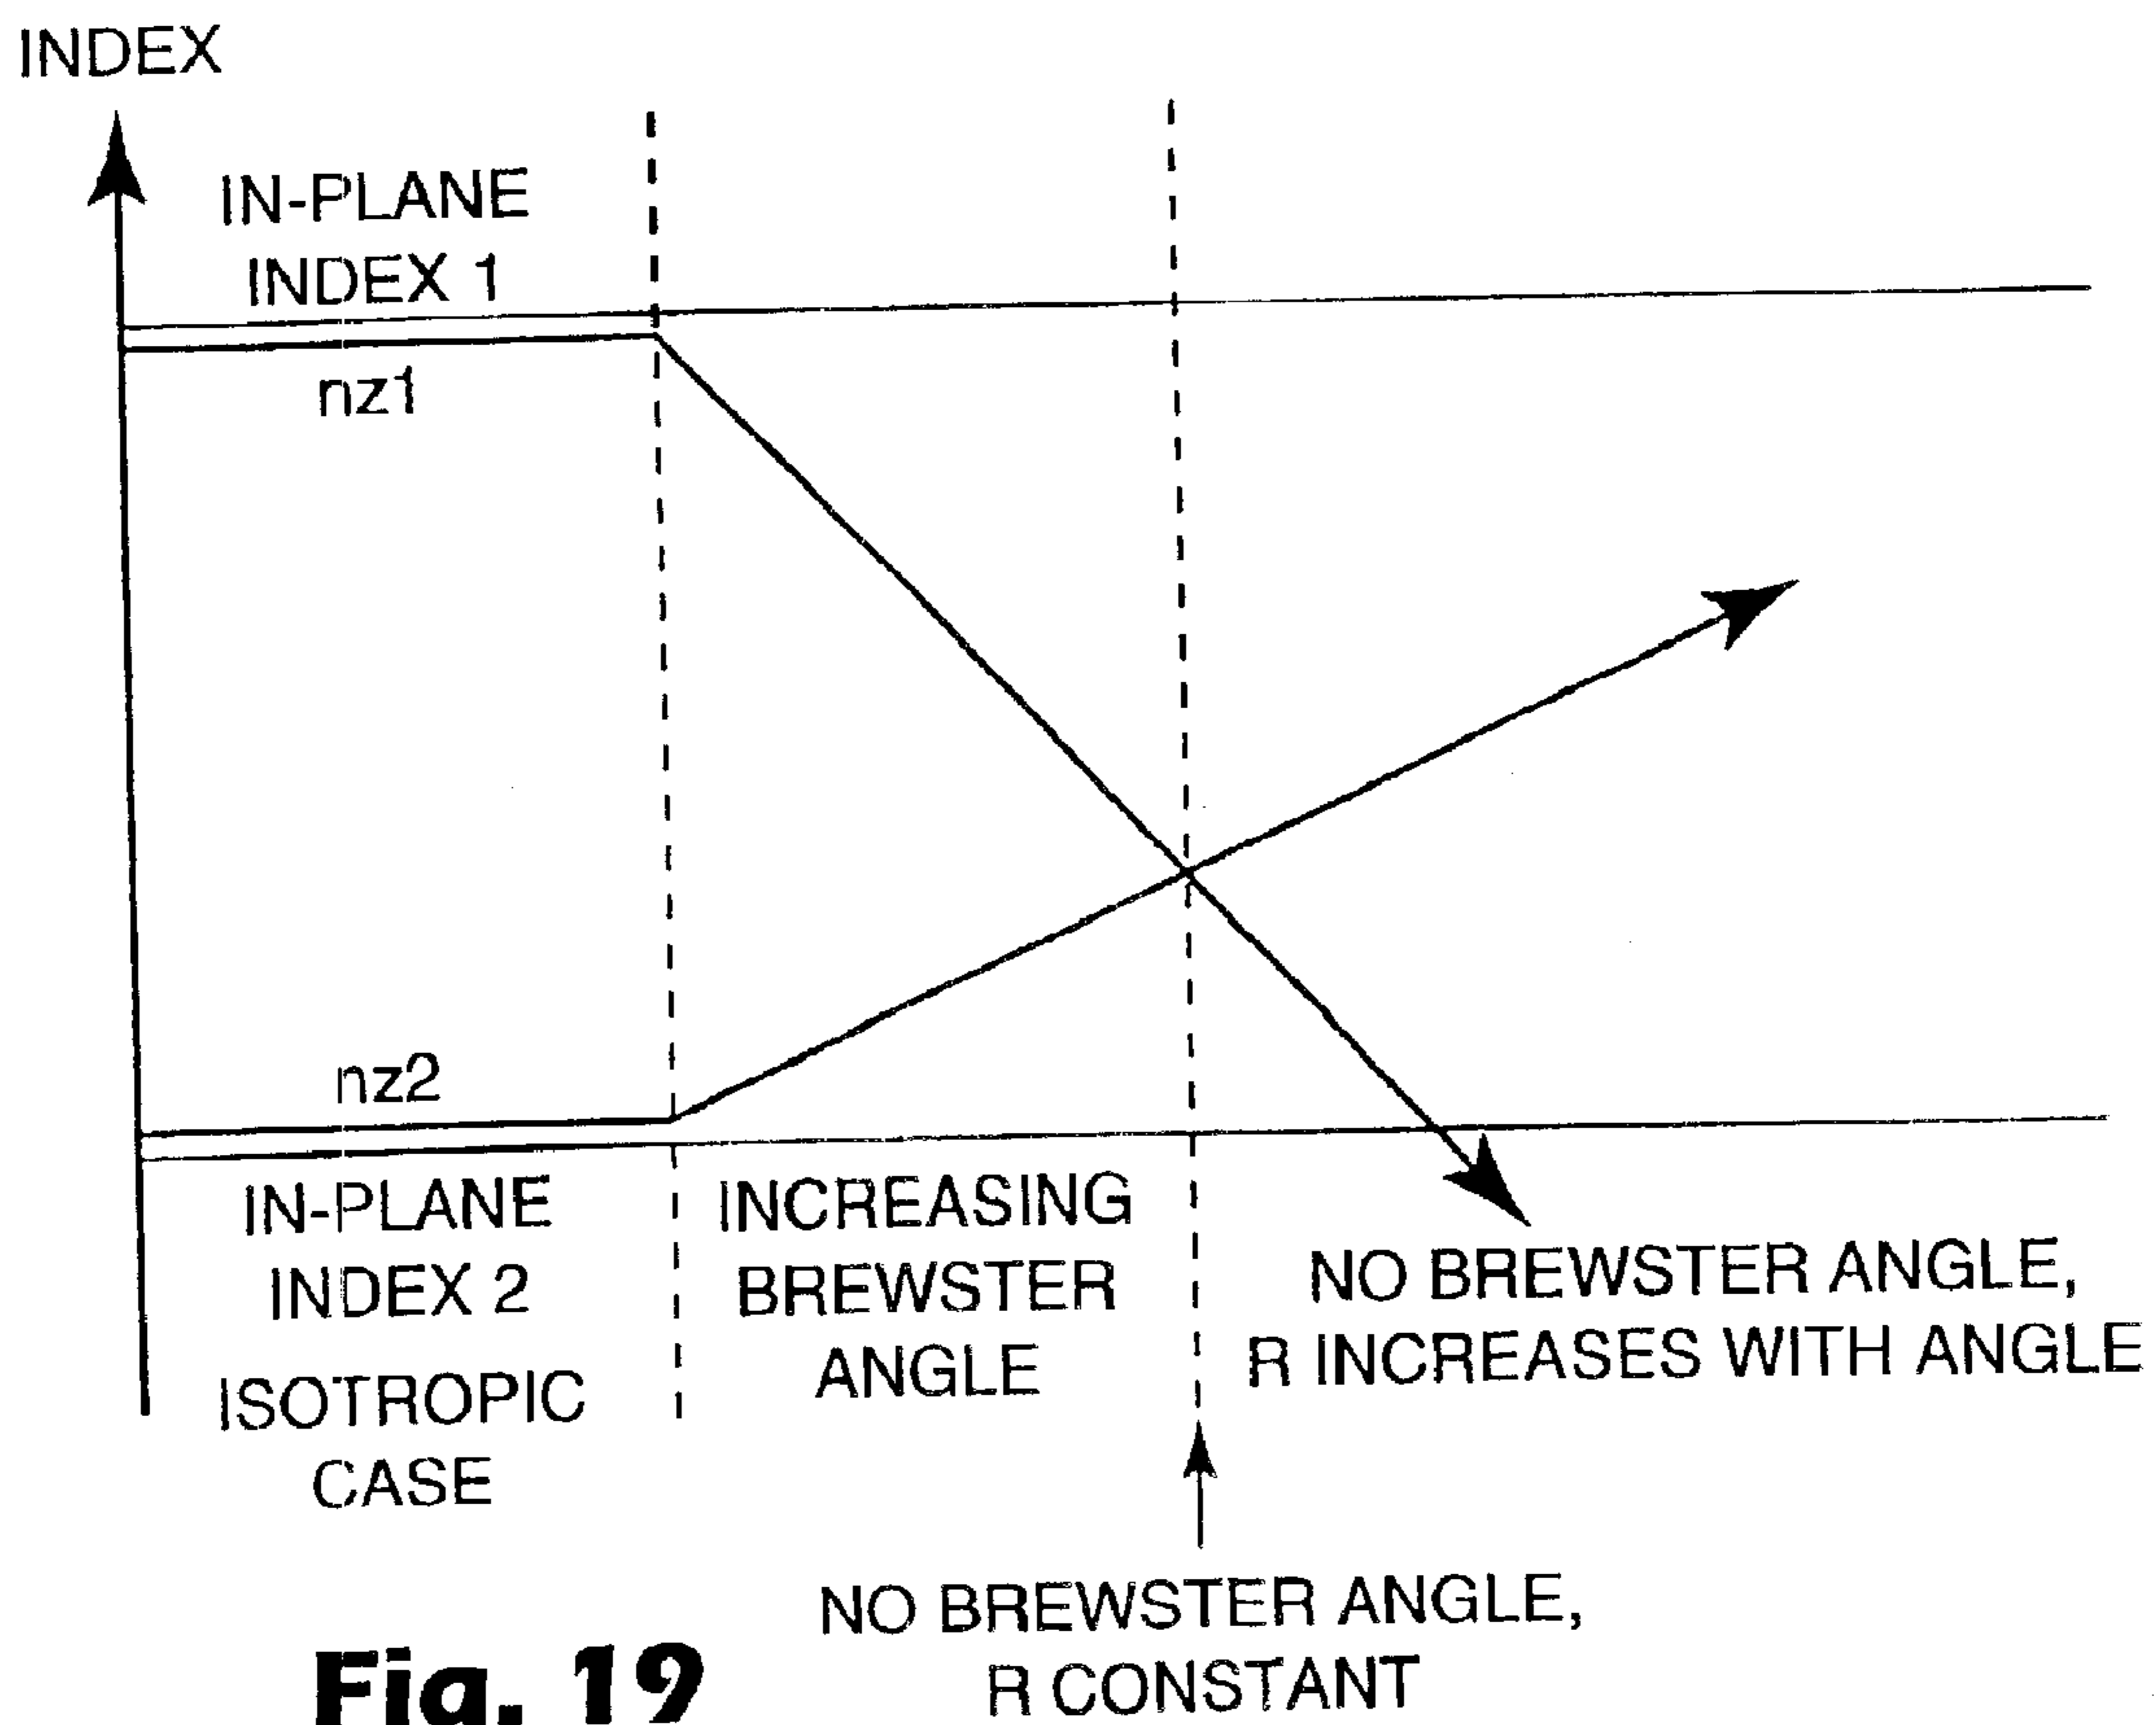 INDEX
IN-PLANE
INDEX 1
nz1
nz2
IN-PLANE
INDEX 2
ISOTROPIC
CASE
INCREASING
BREWSTER
ANGLE
NO BREWSTER ANGLE,
R INCREASES WITH ANGLE
NO BREWSTER ANGLE,
R CONSTANT
Fig. 19